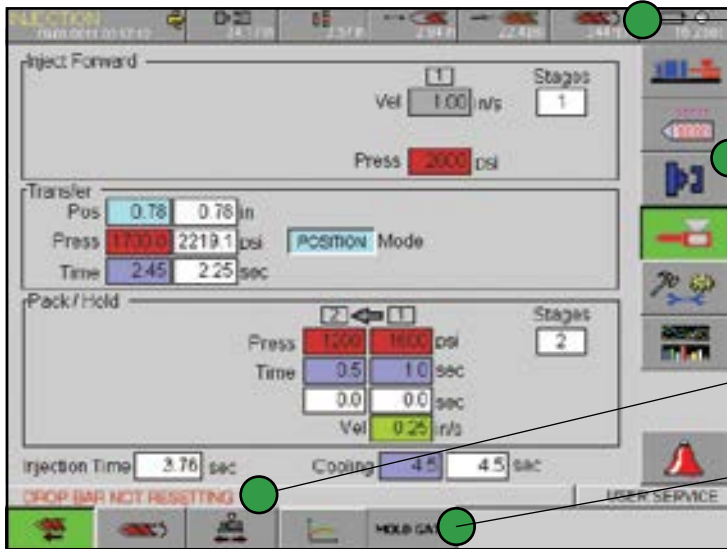 INJECTION
Inject Forward
1 Stages
Vel 1.00 in/s 1
Press 2000 psi
Transfer
Pos 0.78 0.78 in
Press 1700.0 2219.1 psi POSITION Mode
Time 2.45 2.25 sec
Pack / Hold
2 1 Stages
Press 1200 1600 psi 2
Time 0.5 1.0 sec
0.0 0.0 sec
Vel 0.25 in/s
Injection Time 3.76 sec Cooling 4.5 4.5 sec
DROP BAR NOT RESETTING USER SERVICE
MOLD